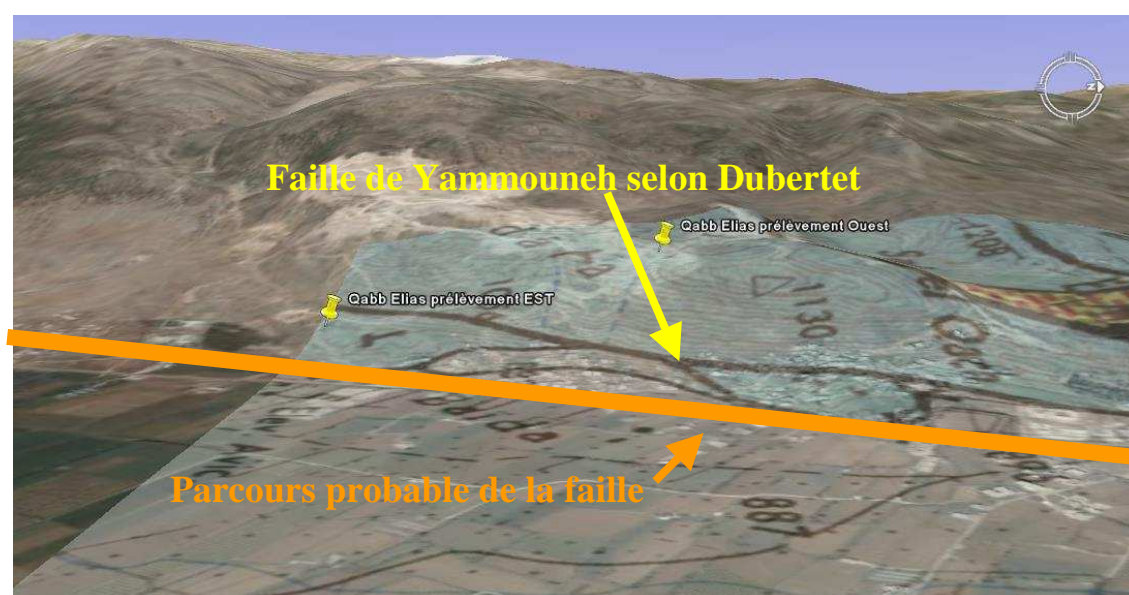 Faille de Yammouneh selon Dubertet
Qabb Elias prélèvement Ouest
Qabb Elias prélèvement EST
1130
88
Parcours probable de la faille